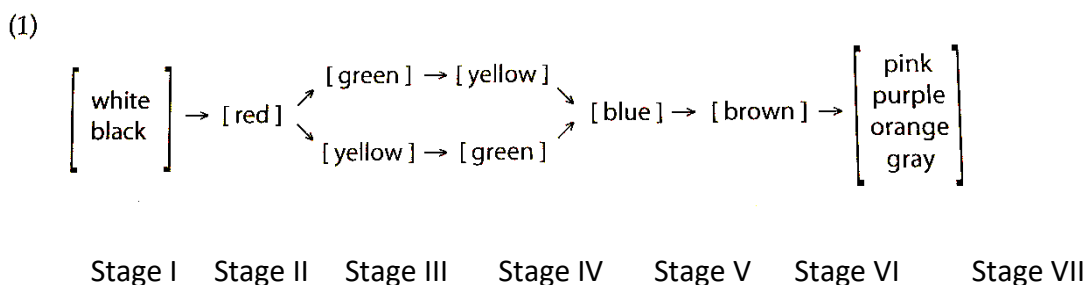 (1)
[ white black ] → [ red ] [ green ] → [ yellow ] [ yellow ] → [ green ] [ blue ] → [ brown ] → [ pink purple orange gray ]
Stage I Stage II Stage III Stage IV Stage V Stage VI Stage VII